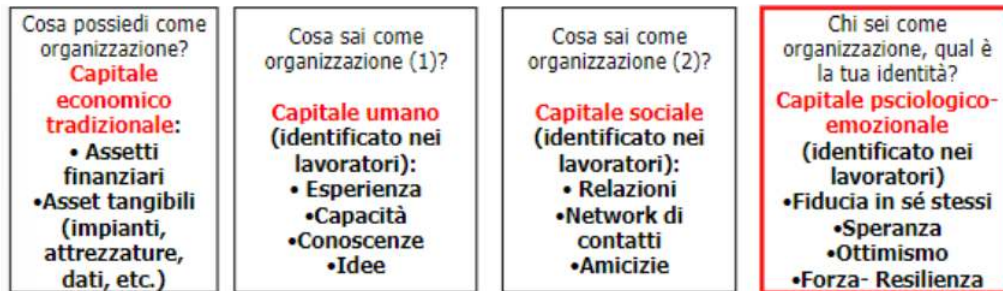 Cosa possiedi come
organizzazione?
Capitale
economico
tradizionale:
• Assetti
finanziari
•Asset tangibili
(impianti,
attrezzature,
dati, etc.)
Cosa sai come
organizzazione (1)?
Capitale umano
(identificato nei
lavoratori):
• Esperienza
•Capacità
•Conoscenze
•Idee
Cosa sai come
organizzazione (2)?
Capitale sociale
(identificato nei
lavoratori):
• Relazioni
•Network di
contatti
•Amicizie
Chi sei come
organizzazione, qual è
la tua identità?
Capitale psciologico-
emozionale
(identificato nei
lavoratori)
•Fiducia in sé stessi
•Speranza
•Ottimismo
•Forza- Resilienza